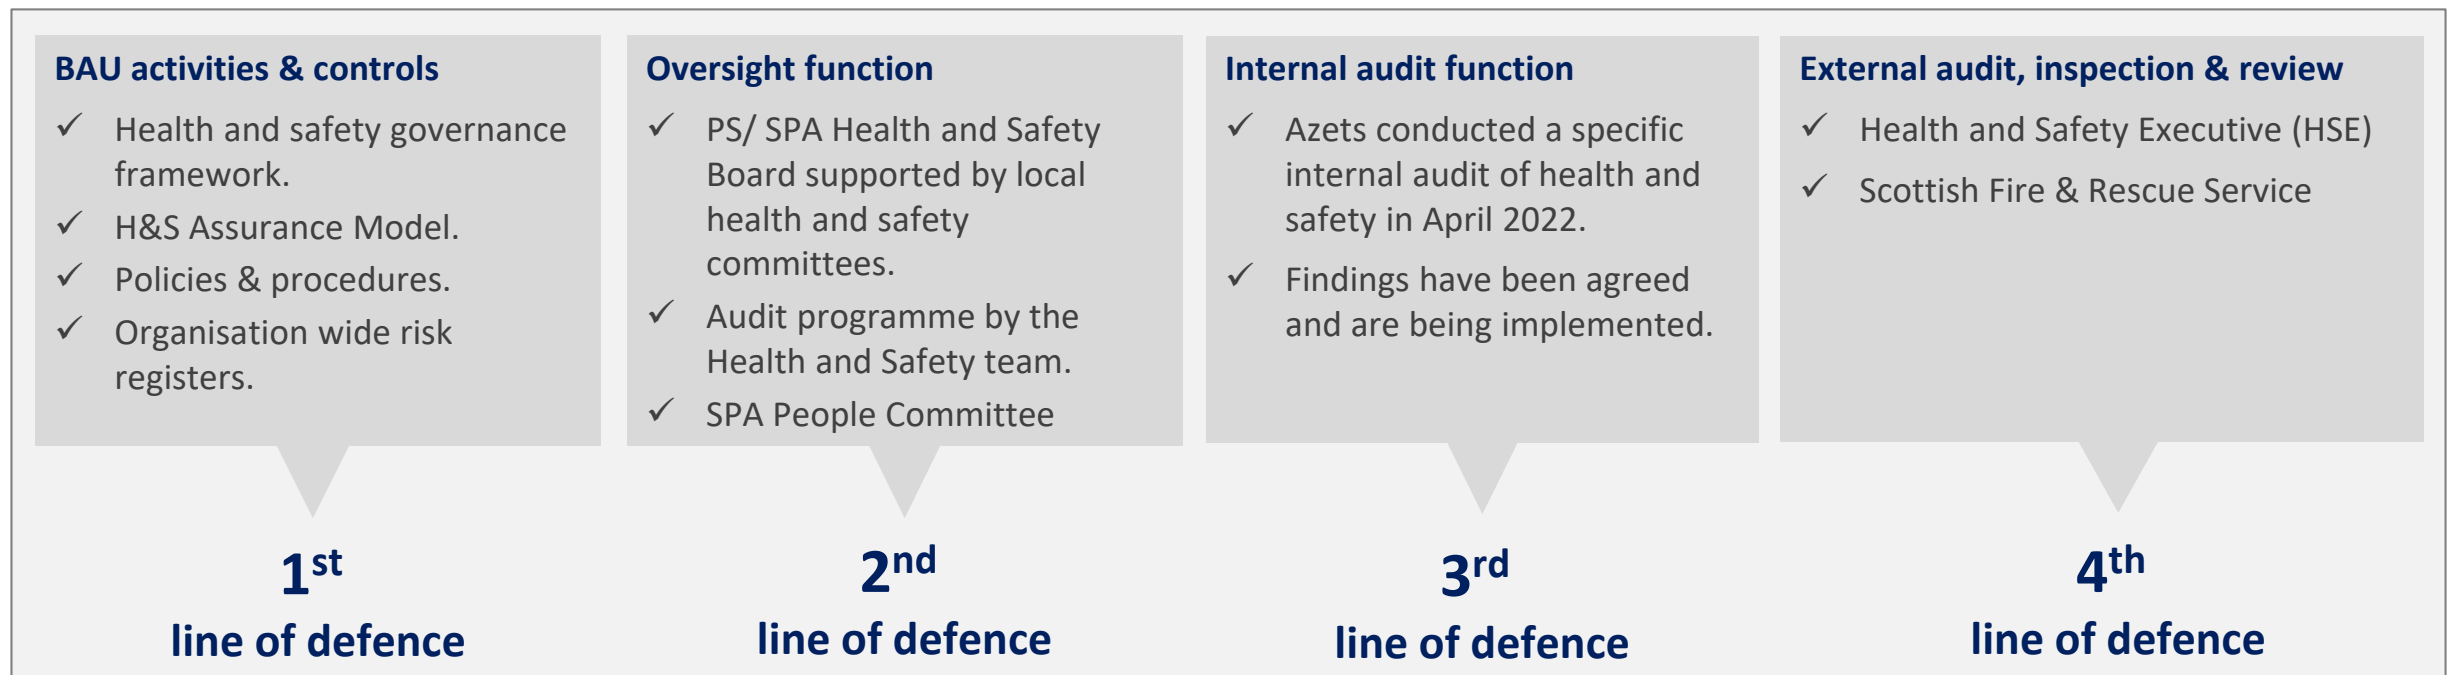 BAU activities & controls
✓ Health and safety governance
framework.
✓ H&S Assurance Model.
✓ Policies & procedures.
✓ Organisation wide risk
registers.
1st
line of defence
Oversight function
✓ PS/ SPA Health and Safety
Board supported by local
health and safety
committees.
✓ Audit programme by the
Health and Safety team.
✓ SPA People Committee
2nd
line of defence
Internal audit function
✓ Azets conducted a specific
internal audit of health and
safety in April 2022.
✓ Findings have been agreed
and are being implemented.
3rd
line of defence
External audit, inspection & review
✓ Health and Safety Executive (HSE)
✓ Scottish Fire & Rescue Service
4th
line of defence